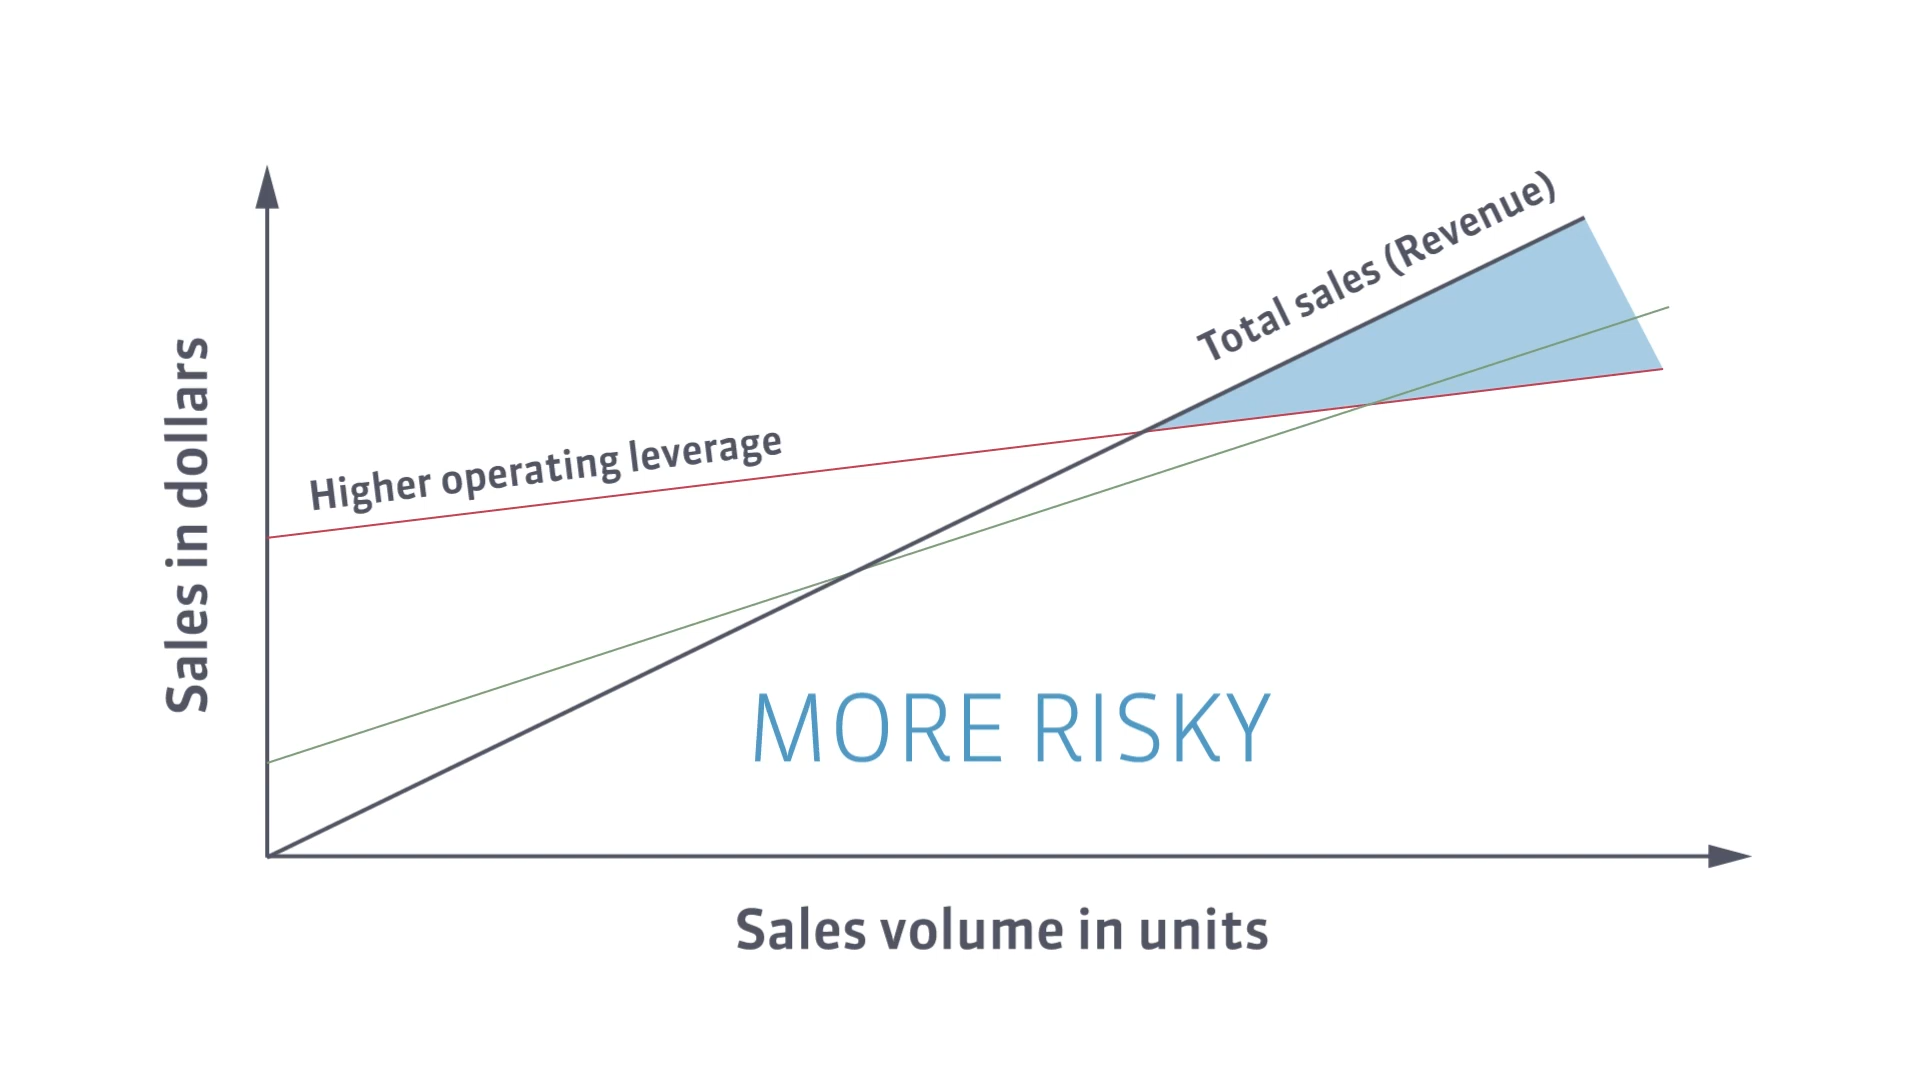 Total sales (Revenue)
Higher operating leverage
Sales in dollars
MORE RISKY
Sales volume in units